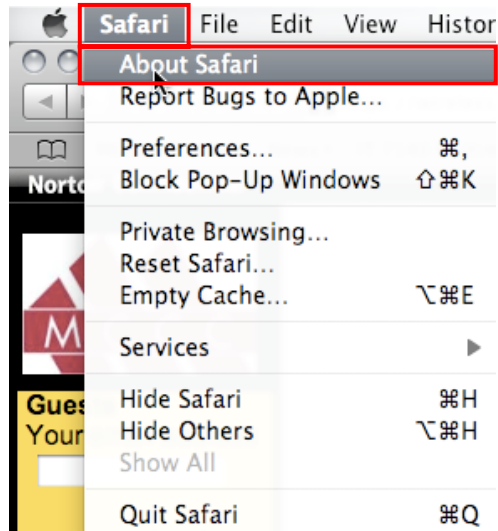 Safari File Edit View Histor
About Safari
Report Bugs to Apple...
Preferences... ⌘,
Block Pop-Up Windows ⇧⌘K
Norto
Private Browsing...
Reset Safari...
Empty Cache... ⌥⌘E
M
Services
Hide Safari ⌘H
Gues
Hide Others ⌥⌘H
Your
Show All
Quit Safari ⌘Q